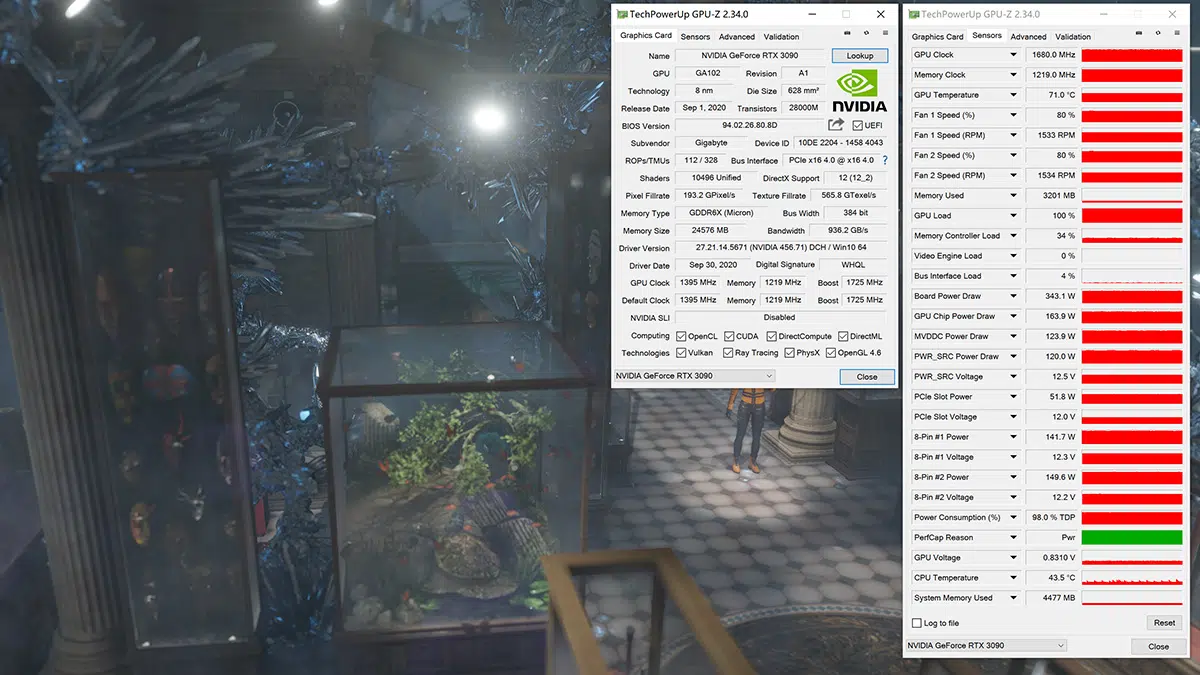 TechPowerUp GPU-Z 2.34.0
Graphics Card Sensors Advanced Validation
Name NVIDIA GeForce RTX 3090 Lookup
GPU GA102 Revision A1
Technology 8 nm Die Size 628 mm²
Release Date Sep 1, 2020 Transistors 28000M
NVIDIA
BIOS Version 94.02.26.80.8D UEFI
Subvendor Gigabyte Device ID 10DE 2204 - 1458 4043
ROPs/TMUs 112 / 328 Bus Interface PCIe x16 4.0 @ x16 4.0 ?
Shaders 10496 Unified DirectX Support 12 (12_2)
Pixel Fillrate 193.2 GPixel/s Texture Fillrate 565.8 GTexel/s
Memory Type GDDR6X (Micron) Bus Width 384 bit
Memory Size 24576 MB Bandwidth 936.2 GB/s
Driver Version 27.21.14.5671 (NVIDIA 456.71) DCH / Win10 64
Driver Date Sep 30, 2020 Digital Signature WHQL
GPU Clock 1395 MHz Memory 1219 MHz Boost 1725 MHz
Default Clock 1395 MHz Memory 1219 MHz Boost 1725 MHz
NVIDIA SLI Disabled
Computing OpenCL CUDA DirectCompute DirectML
Technologies Vulkan Ray Tracing PhysX OpenGL 4.6
NVIDIA GeForce RTX 3090 Close
TechPowerUp GPU-Z 2.34.0
Graphics Card Sensors Advanced Validation
GPU Clock 1680.0 MHz
Memory Clock 1219.0 MHz
GPU Temperature 71.0 °C
Fan 1 Speed (%) 80 %
Fan 1 Speed (RPM) 1533 RPM
Fan 2 Speed (%) 80 %
Fan 2 Speed (RPM) 1534 RPM
Memory Used 3201 MB
GPU Load 100 %
Memory Controller Load 34 %
Video Engine Load 0 %
Bus Interface Load 4 %
Board Power Draw 343.1 W
GPU Chip Power Draw 163.9 W
MVDDC Power Draw 123.9 W
PWR_SRC Power Draw 120.0 W
PWR_SRC Voltage 12.5 V
PCIe Slot Power 51.8 W
PCIe Slot Voltage 12.0 V
8-Pin #1 Power 141.7 W
8-Pin #1 Voltage 12.3 V
8-Pin #2 Power 149.6 W
8-Pin #2 Voltage 12.2 V
Power Consumption (%) 98.0 % TDP
PerfCap Reason Pwr
GPU Voltage 0.8310 V
CPU Temperature 43.5 °C
System Memory Used 4477 MB
Log to file Reset
NVIDIA GeForce RTX 3090 Close